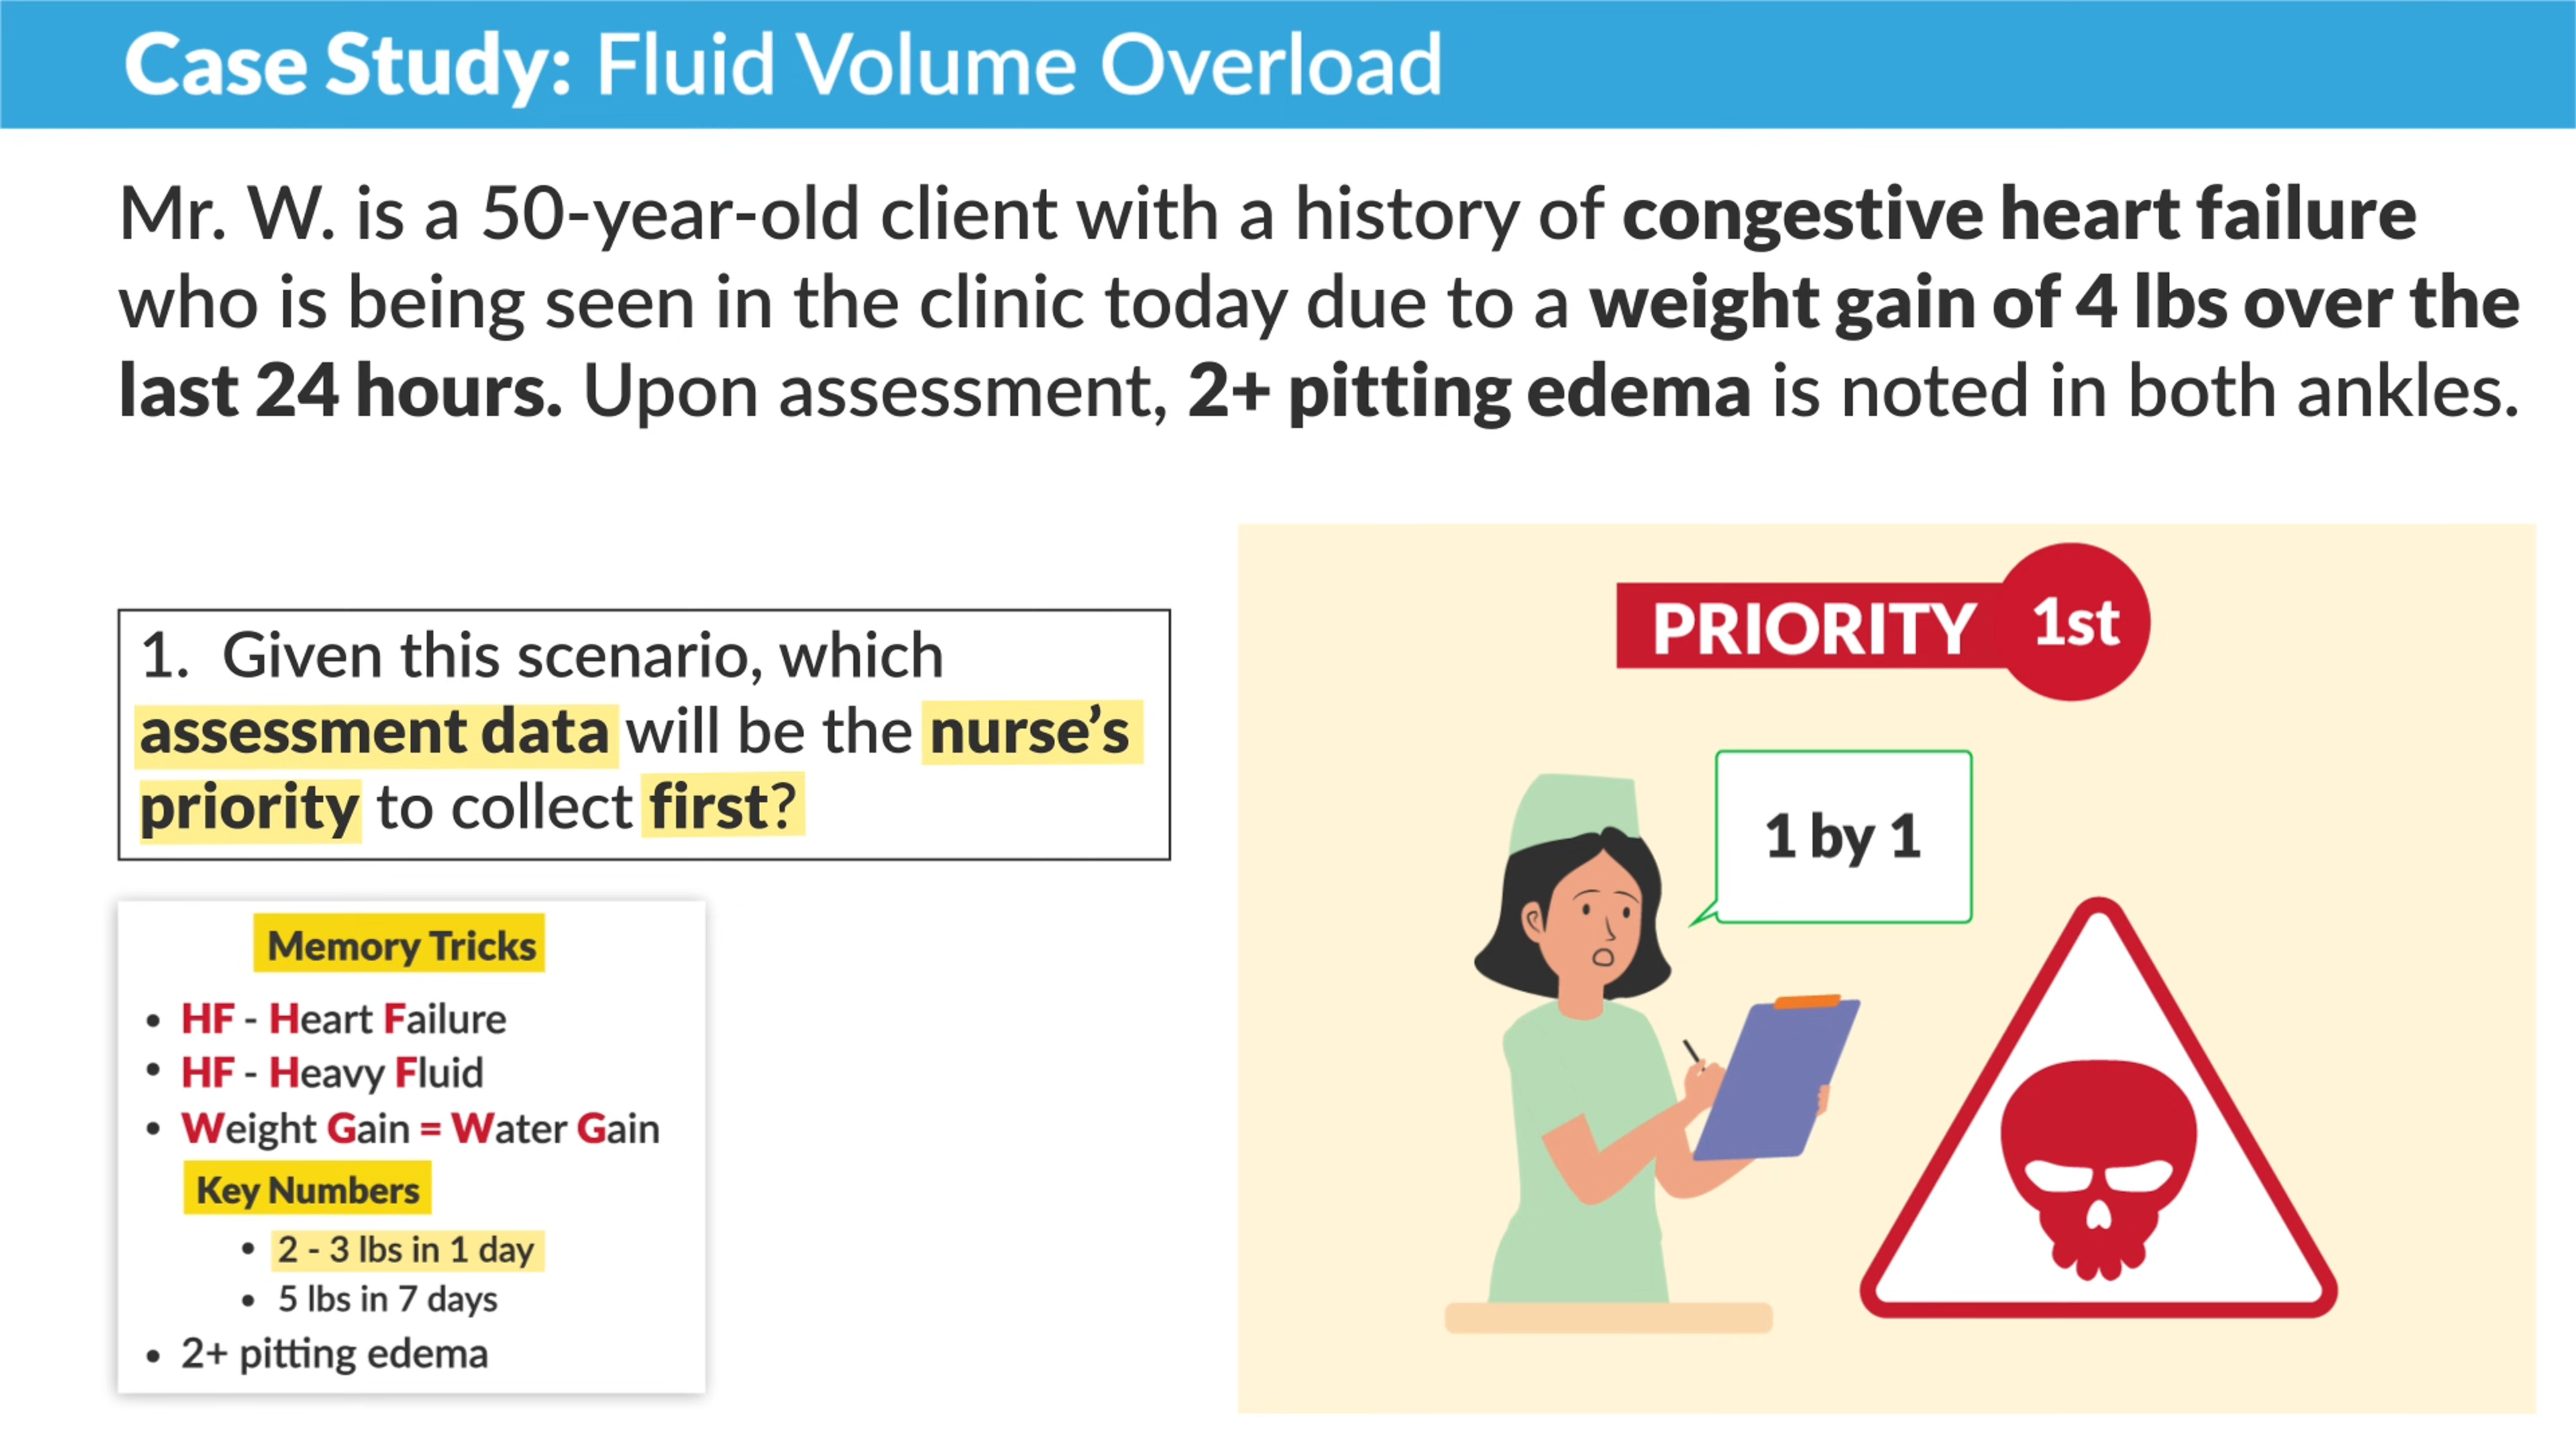 Case Study: Fluid Volume Overload
Mr. W. is a 50-year-old client with a history of congestive heart failure
who is being seen in the clinic today due to a weight gain of 4 lbs over the
last 24 hours. Upon assessment, 2+ pitting edema is noted in both ankles.
1. Given this scenario, which
assessment data will be the nurse’s
priority to collect first?
Memory Tricks
• HF - Heart Failure
• HF - Heavy Fluid
• Weight Gain = Water Gain
Key Numbers
• 2 - 3 lbs in 1 day
• 5 lbs in 7 days
• 2+ pitting edema
PRIORITY 1st
1 by 1